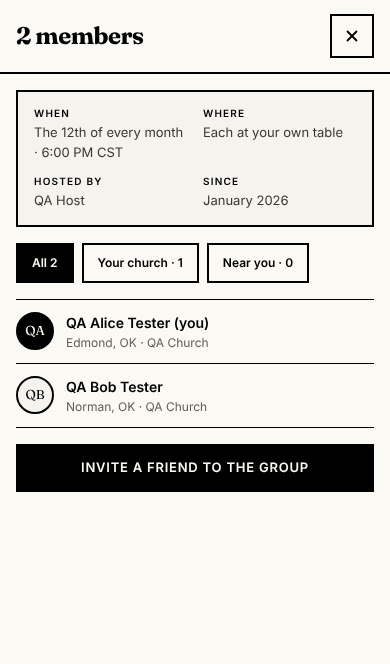 2 members
×
WHEN
The 12th of every month
· 6:00 PM CST
WHERE
Each at your own table
HOSTED BY
QA Host
SINCE
January 2026
All 2
Your church · 1
Near you · 0
QA
QA Alice Tester (you)
Edmond, OK · QA Church
QB
QA Bob Tester
Norman, OK · QA Church
INVITE A FRIEND TO THE GROUP